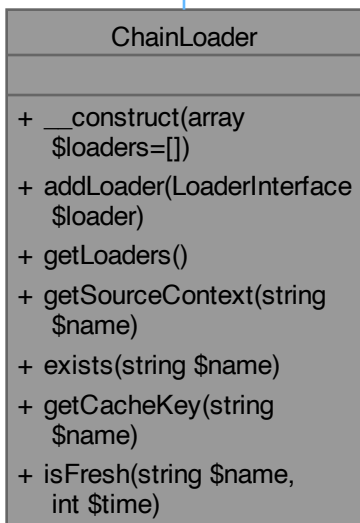 ChainLoader
+ __construct(array
$loaders=[])
+ addLoader(LoaderInterface
$loader)
+ getLoaders()
+ getSourceContext(string
$name)
+ exists(string $name)
+ getCacheKey(string
$name)
+ isFresh(string $name,
int $time)